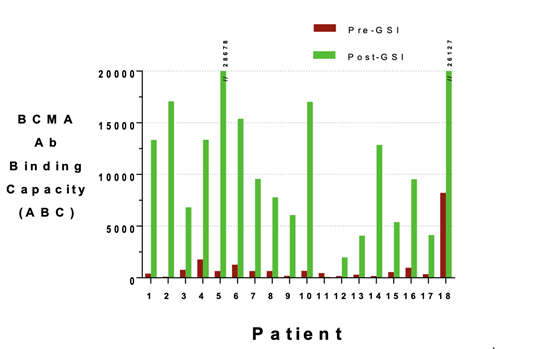 Pre-GSI
Post-GSI
// 28678
// 26127
BCMA
Ab
Binding
Capacity
(ABC)
20000
15000
10000
5000
0
1 2 3 4 5 6 7 8 9 10 11 12 13 14 15 16 17 18
Patient